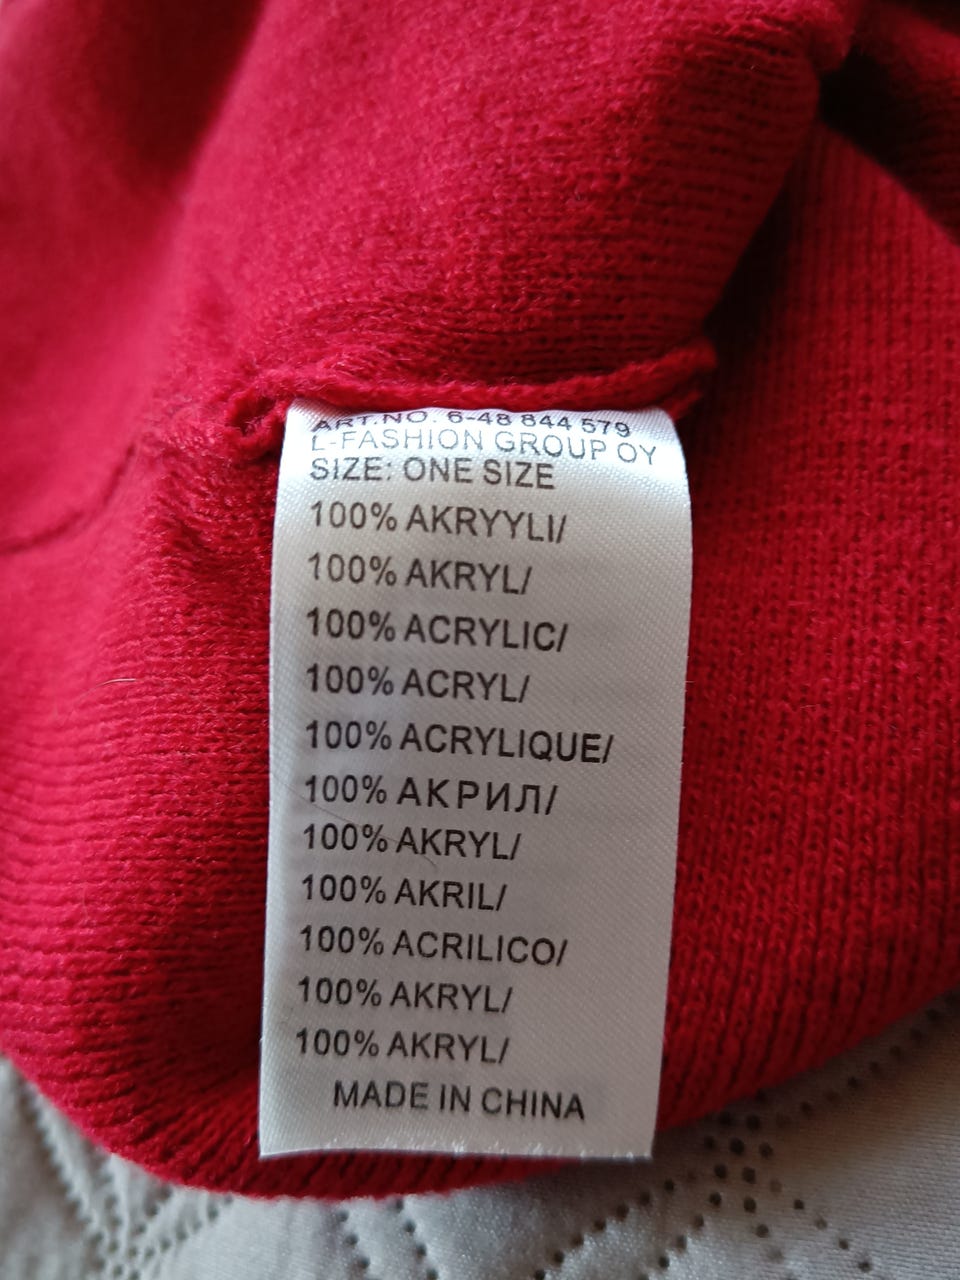 ART.NO. 6-48 844 579
L-FASHION GROUP OY
SIZE: ONE SIZE
100% AKRYYLI/
100% AKRYL/
100% ACRYLIC/
100% ACRYL/
100% ACRYLIQUE/
100% АКРИЛ/
100% AKRYL/
100% AKRIL/
100% ACRILICO/
100% AKRYL/
100% AKRYL/
MADE IN CHINA